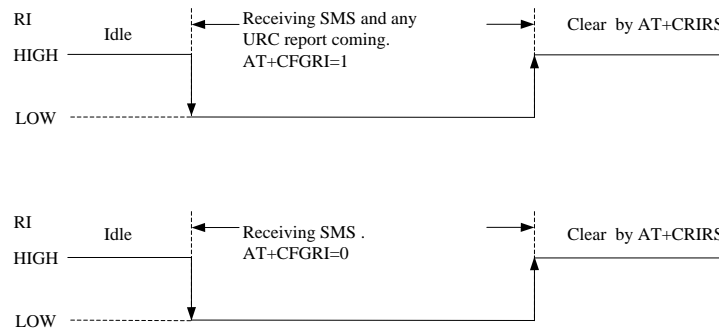 RI
Idle
Receiving SMS and any
URC report coming.
AT+CFGRI=1
Clear by AT+CRIRS
HIGH
LOW
RI
Idle
Receiving SMS .
AT+CFGRI=0
Clear by AT+CRIRS
HIGH
LOW